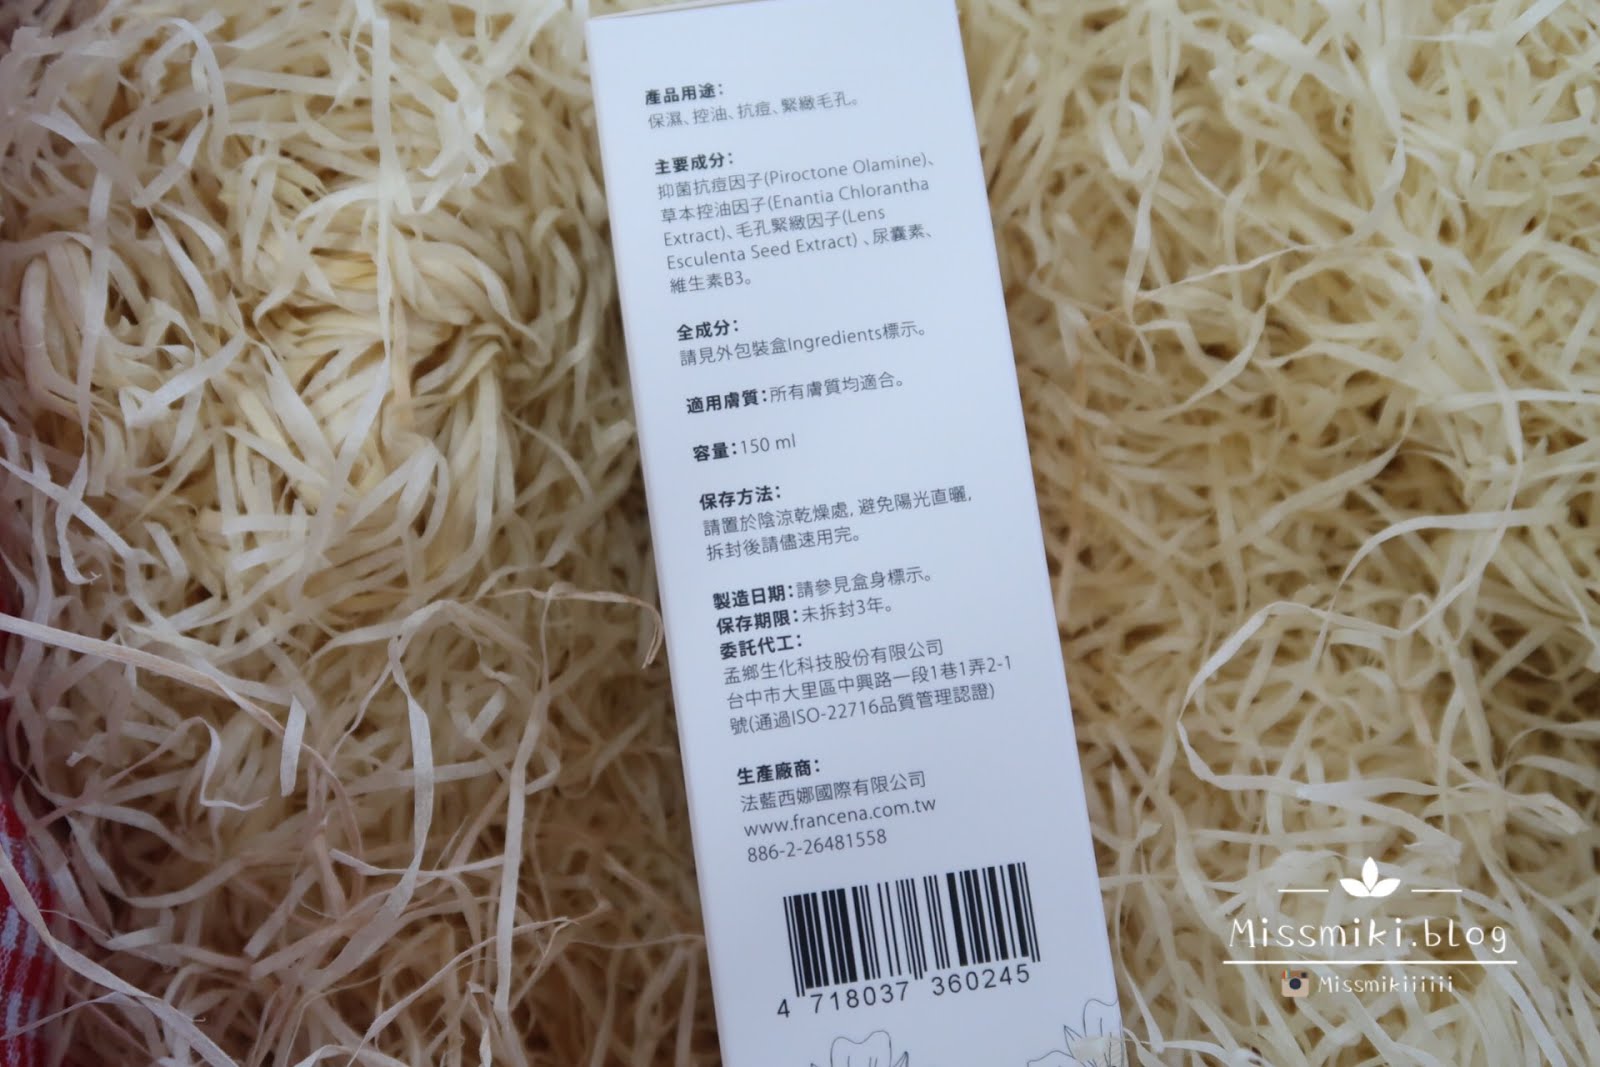 產品用途：
保濕、控油、抗痘、緊緻毛孔。
主要成分：
抑菌抗痘因子(Piroctone Olamine)、
草本控油因子(Enantia Chlorantha
Extract)、毛孔緊緻因子(Lens
Esculenta Seed Extract) 、尿囊素、
維生素B3。
全成分：
請見外包裝盒Ingredients標示。
適用膚質：所有膚質均適合。
容量：150 ml
保存方法：
請置於陰涼乾燥處, 避免陽光直曬,
拆封後請儘速用完。
製造日期：請參見盒身標示。
保存期限：未拆封3年。
委託代工：
孟鄉生化科技股份有限公司
台中市大里區中興路一段1巷1弄2-1
號(通過ISO-22716品質管理認證)
生產廠商：
法藍西娜國際有限公司
www.francena.com.tw
886-2-26481558
4 718037 360245
Missmiki.blog
Missmikiiiiii